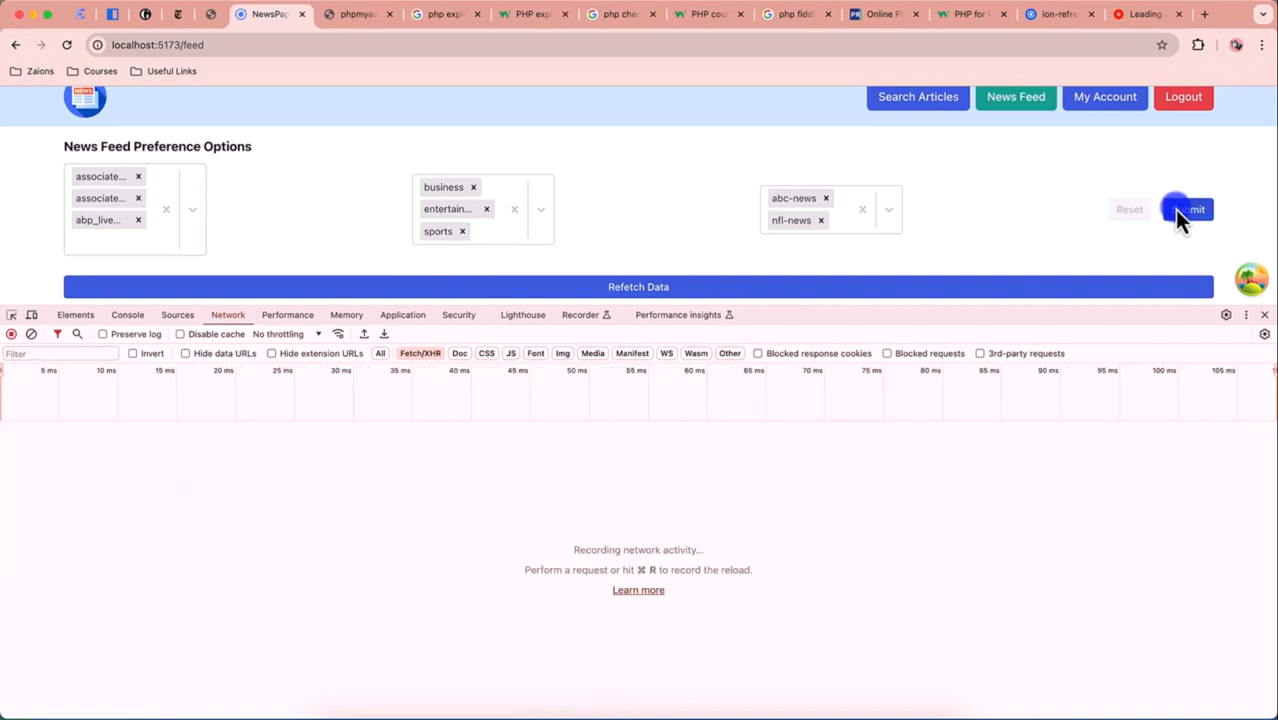 NewsPap
phpmyac
php expl
PHP exp
php chec
PHP cou
php fiddl
Online P
PHP for
ion-refre
Leading
localhost:5173/feed
Zaions
Courses
Useful Links
NEWS
Search Articles
News Feed
My Account
Logout
News Feed Preference Options
associate...
associate...
abp_live...
business
entertain...
sports
abc-news
nfl-news
Reset
Refetch Data
Elements Console Sources Network Performance Memory Application Security Lighthouse Recorder Performance insights
Preserve log Disable cache No throttling
Filter Invert Hide data URLs Hide extension URLs All Fetch/XHR Doc CSS JS Font Img Media Manifest WS Wasm Other Blocked response cookies Blocked requests 3rd-party requests
5 ms 10 ms 15 ms 20 ms 25 ms 30 ms 35 ms 40 ms 45 ms 50 ms 55 ms 60 ms 65 ms 70 ms 75 ms 80 ms 85 ms 90 ms 95 ms 100 ms 105 ms
Recording network activity...
Perform a request or hit ⌘ R to record the reload.
Learn more